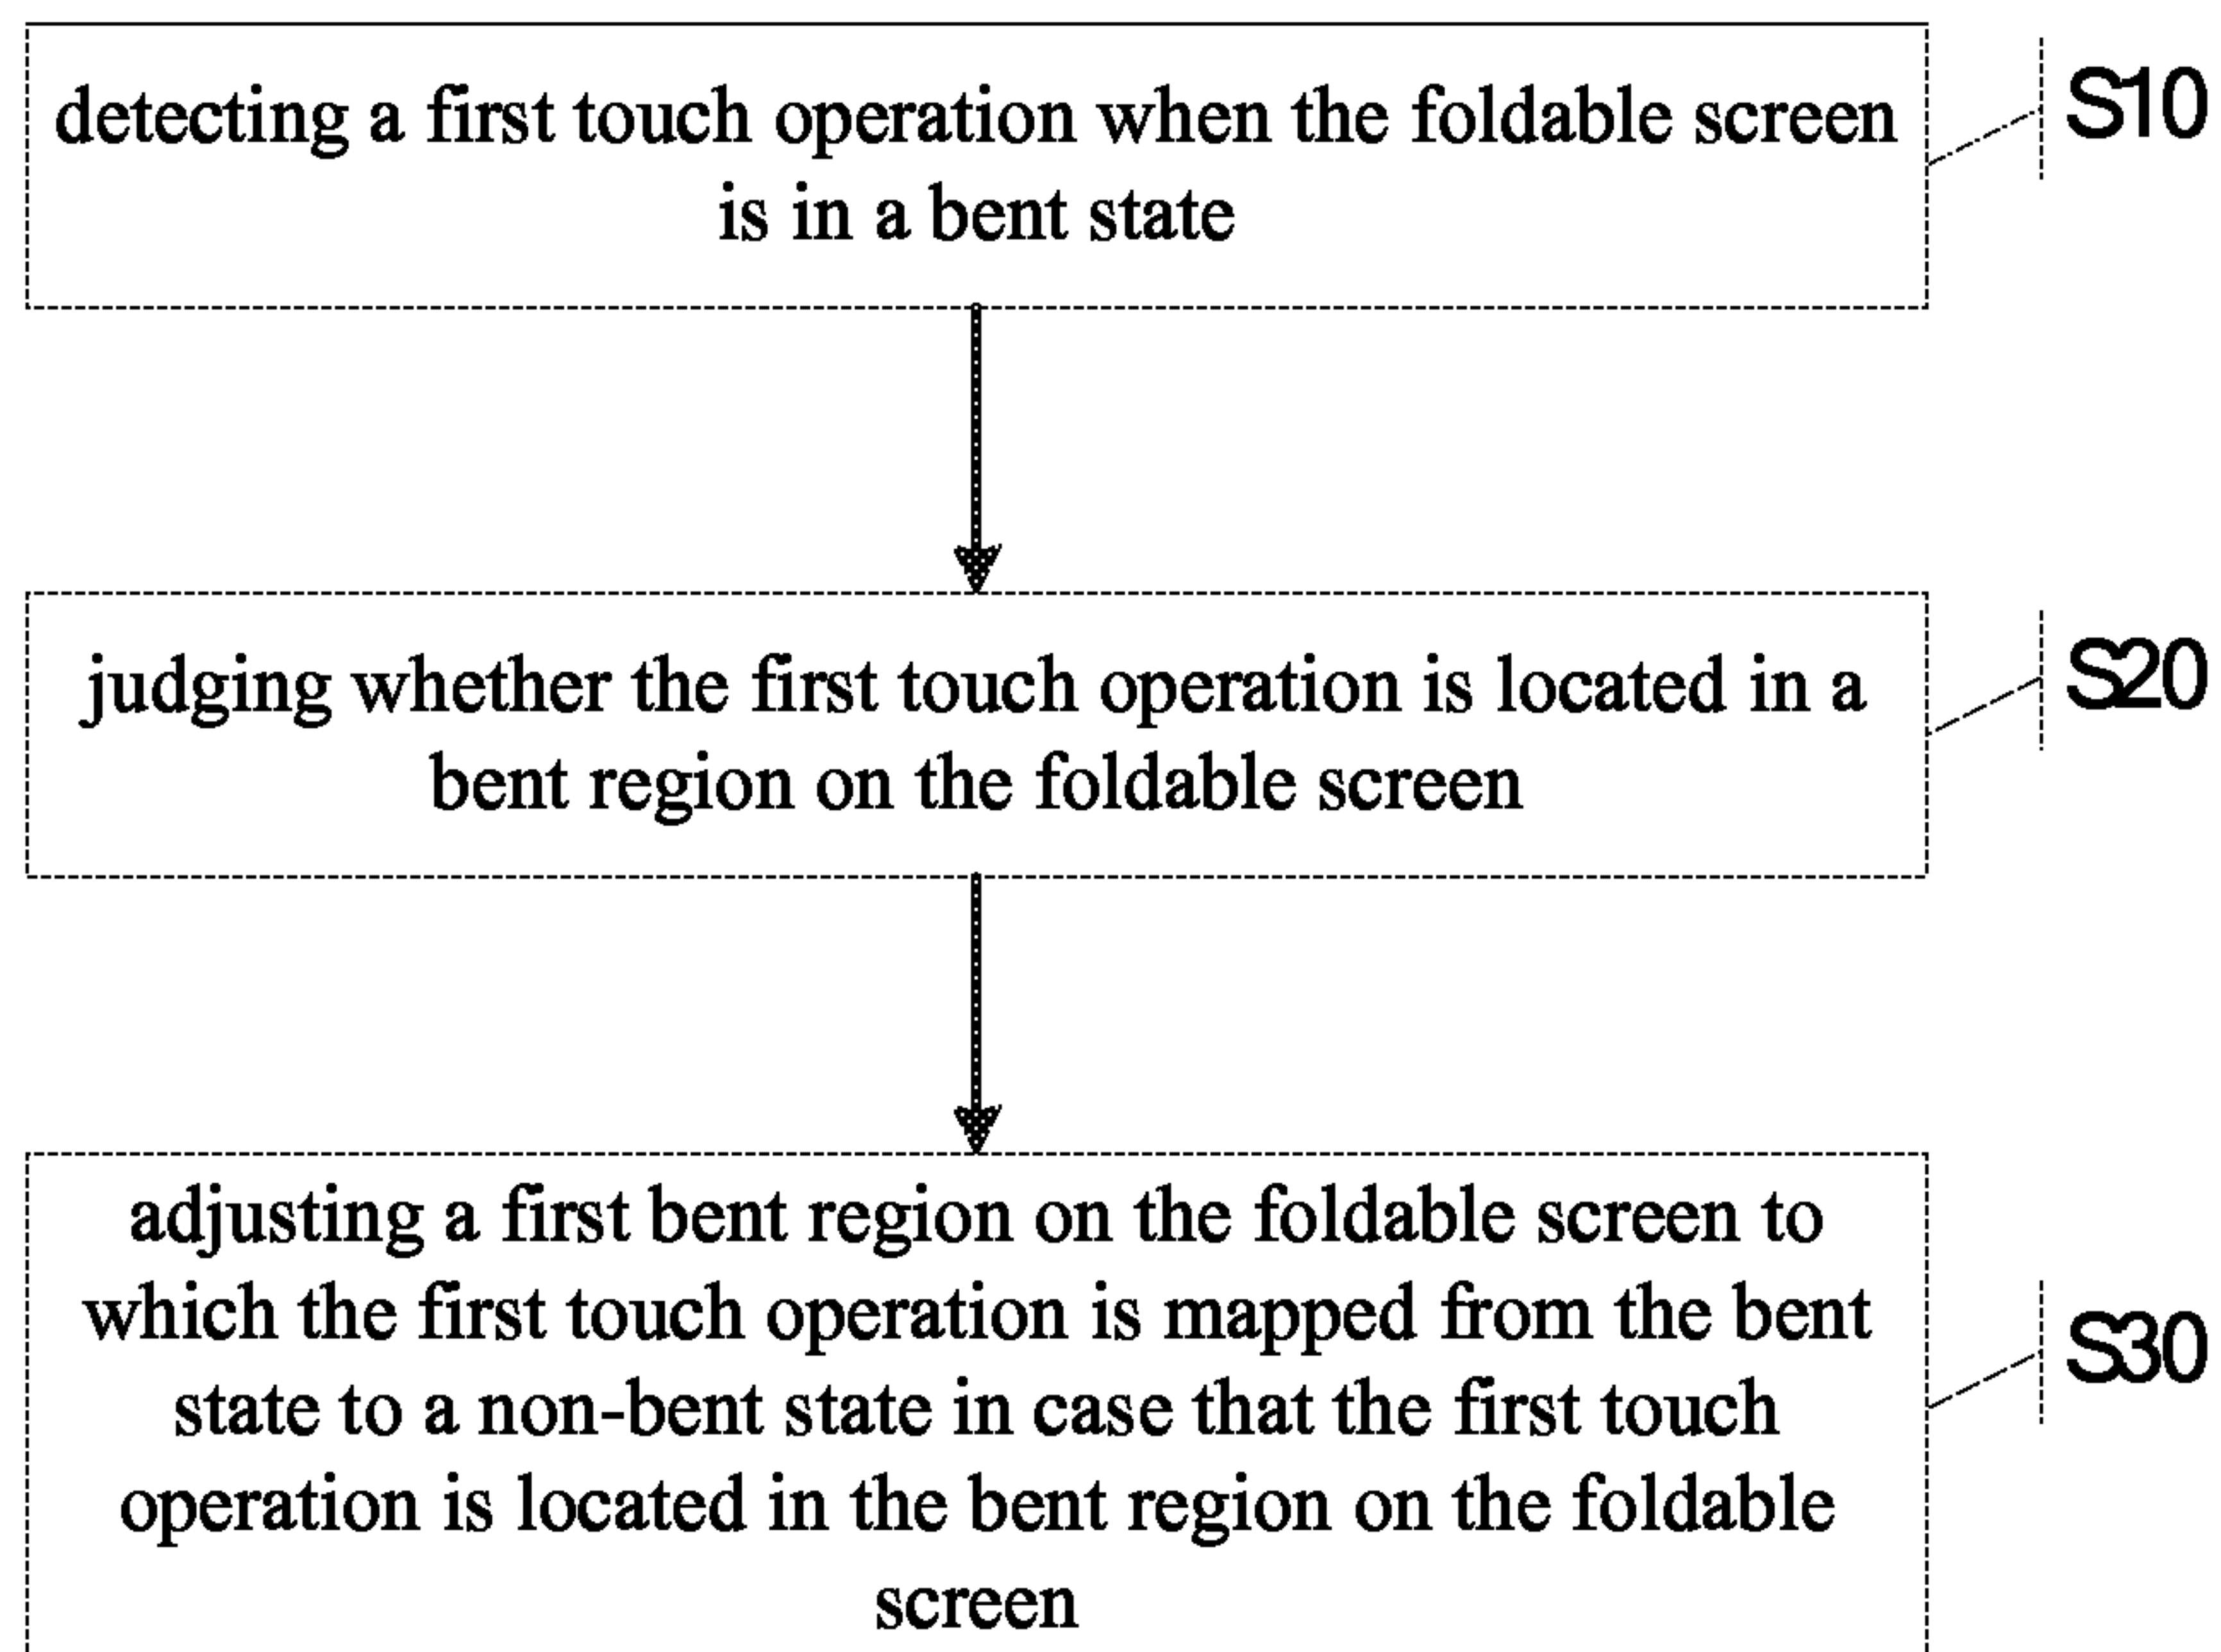 detecting a first touch operation when the foldable screen
is in a bent state
S10
judging whether the first touch operation is located in a
bent region on the foldable screen
S20
adjusting a first bent region on the foldable screen to
which the first touch operation is mapped from the bent
state to a non-bent state in case that the first touch
operation is located in the bent region on the foldable
screen
S30